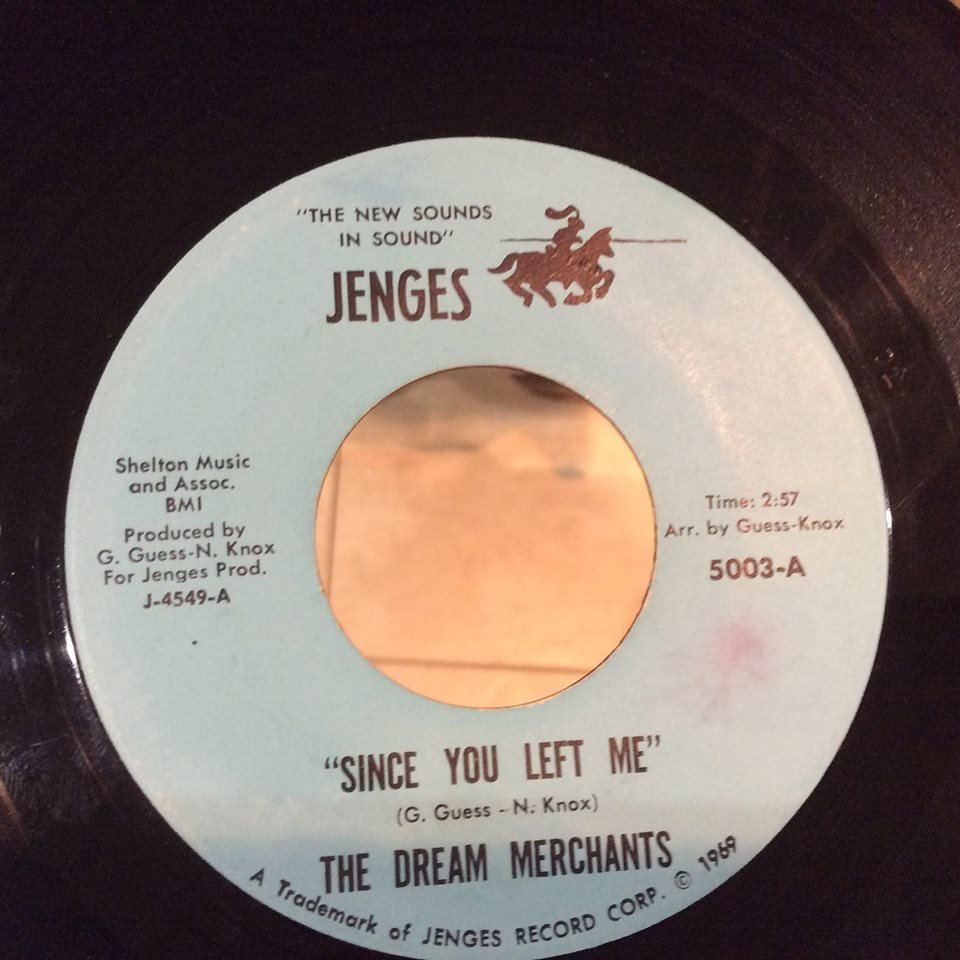 "THE NEW SOUNDS
IN SOUND"
JENGES
Shelton Music
and Assoc.
BMI
Produced by
G. Guess-N. Knox
For Jenges Prod.
J-4549-A
Time: 2:57
Arr. by Guess-Knox
5003-A
"SINCE YOU LEFT ME"
(G. Guess - N. Knox)
THE DREAM MERCHANTS
A Trademark of JENGES RECORD CORP. © 1969